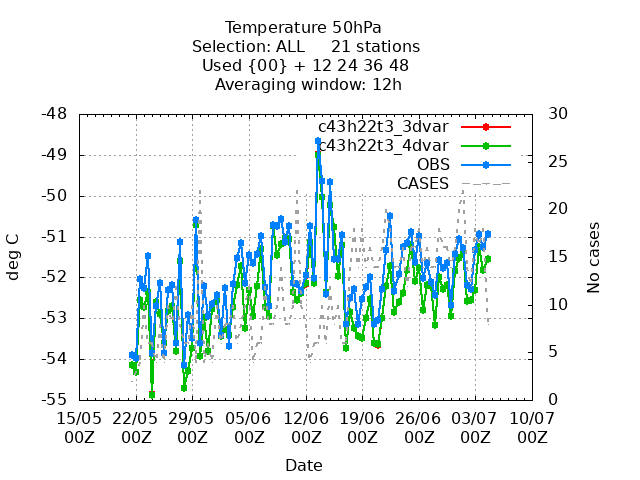 Temperature 50hPa
Selection: ALL     21 stations
Used {00} + 12 24 36 48
Averaging window: 12h
-48
-49
-50
-51
-52
-53
-54
-55
deg C
30
25
20
15
10
5
0
No cases
c43h22t3_3dvar
c43h22t3_4dvar
OBS
CASES
15/05 22/05 29/05 05/06 12/06 19/06 26/06 03/07 10/07
00Z 00Z 00Z 00Z 00Z 00Z 00Z 00Z 00Z
Date